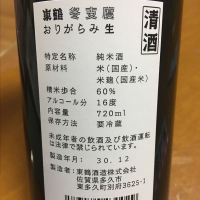 東鶴 冬麦鷹
おりがらみ 生
清酒
特定名称 純米酒
原材料 米(国産)・
米麹(国産米)
精米歩合 60%
アルコール分 16度
内容量 720ml
保存方法 要冷蔵
未成年者の飲酒及び飲酒運転
は法律で禁じられています。
製造年月 30. 12
製造者 東鶴酒造株式会社
佐賀県多久市
東多久町別府3625-1